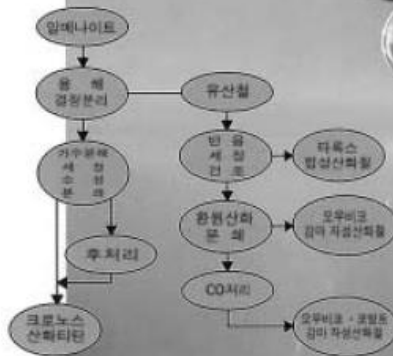 일메나이트
용 해
결정분리
유산철
가수분해
세 정
소 성
분 쇄
반 응
세 정
건 조
타록스
합성산화철
환원산화
분 쇄
모우비코
감마 자성산화철
후처리
CO처리
크로노스
산화티탄
모우비코 · 코발트
감마 자성산화철